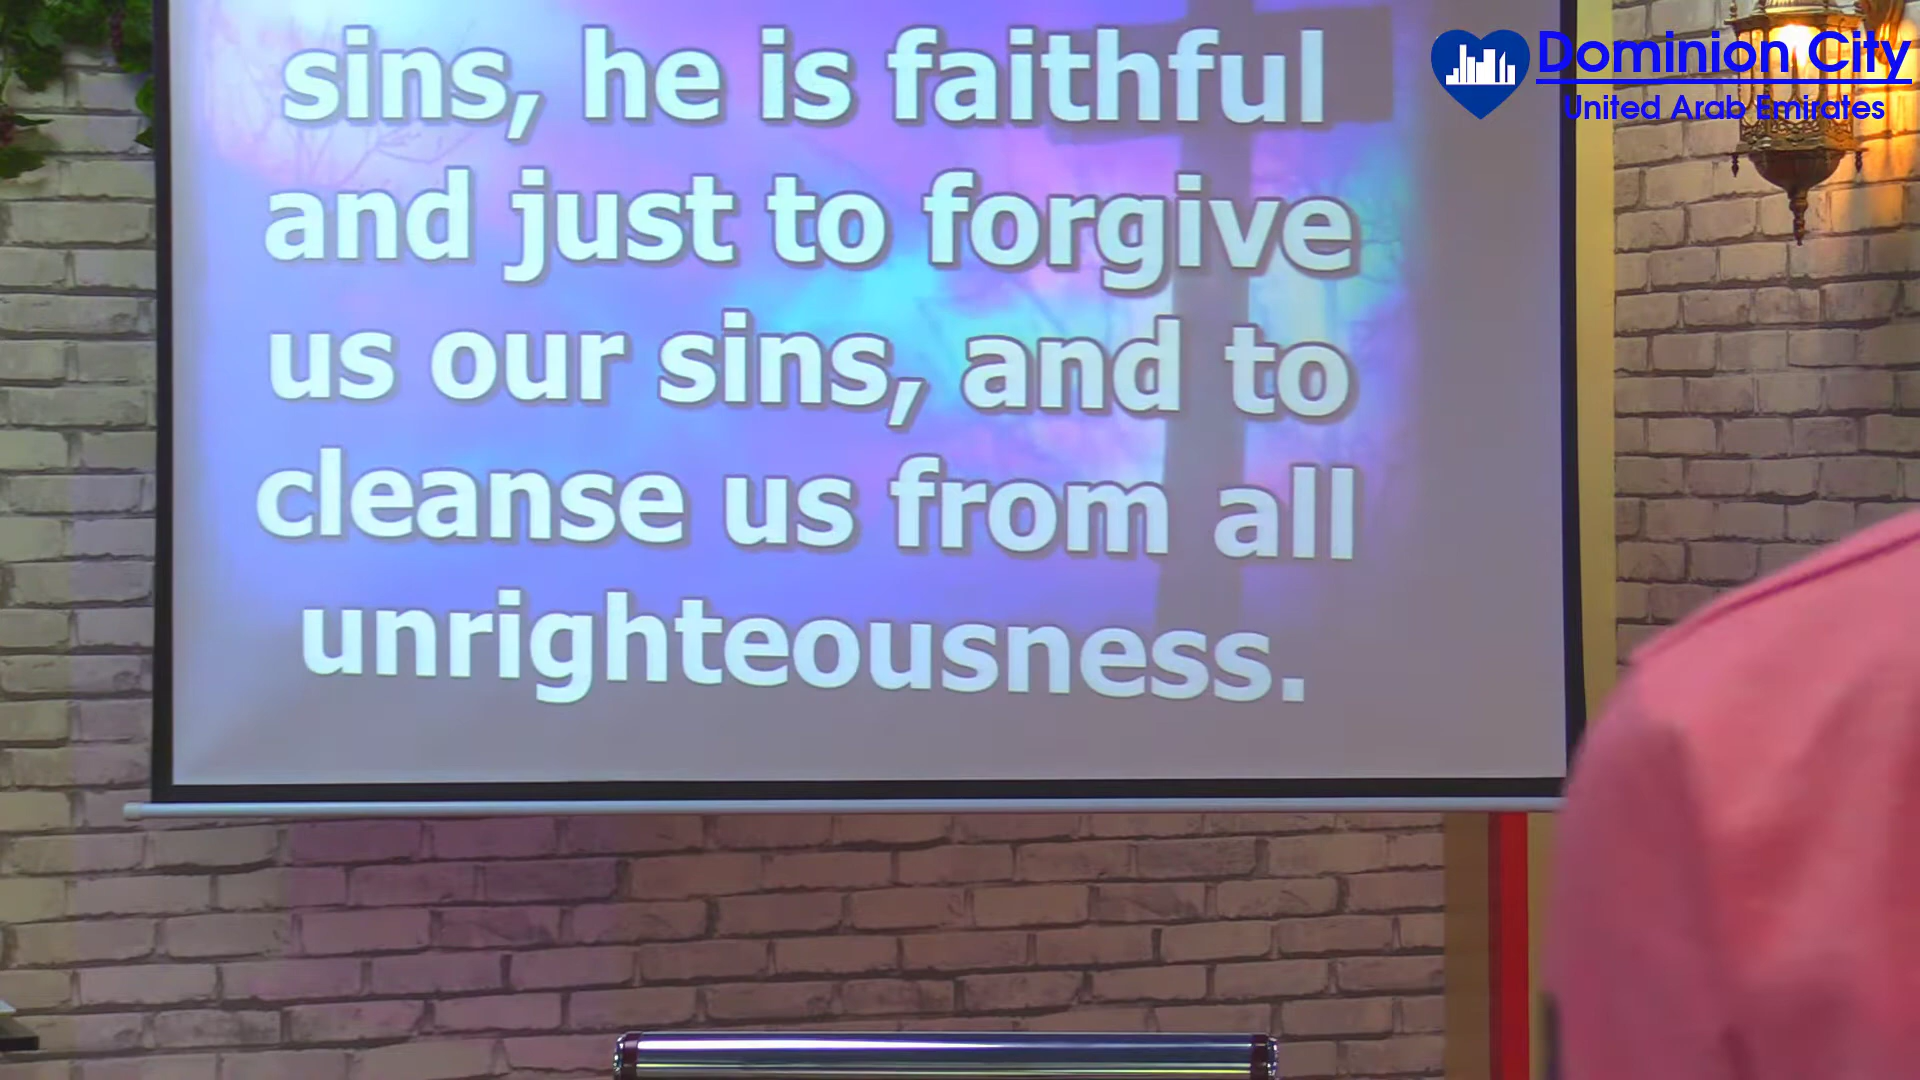 sins, he is faithful
and just to forgive
us our sins, and to
cleanse us from all
unrighteousness.
Dominion City
United Arab Emirates